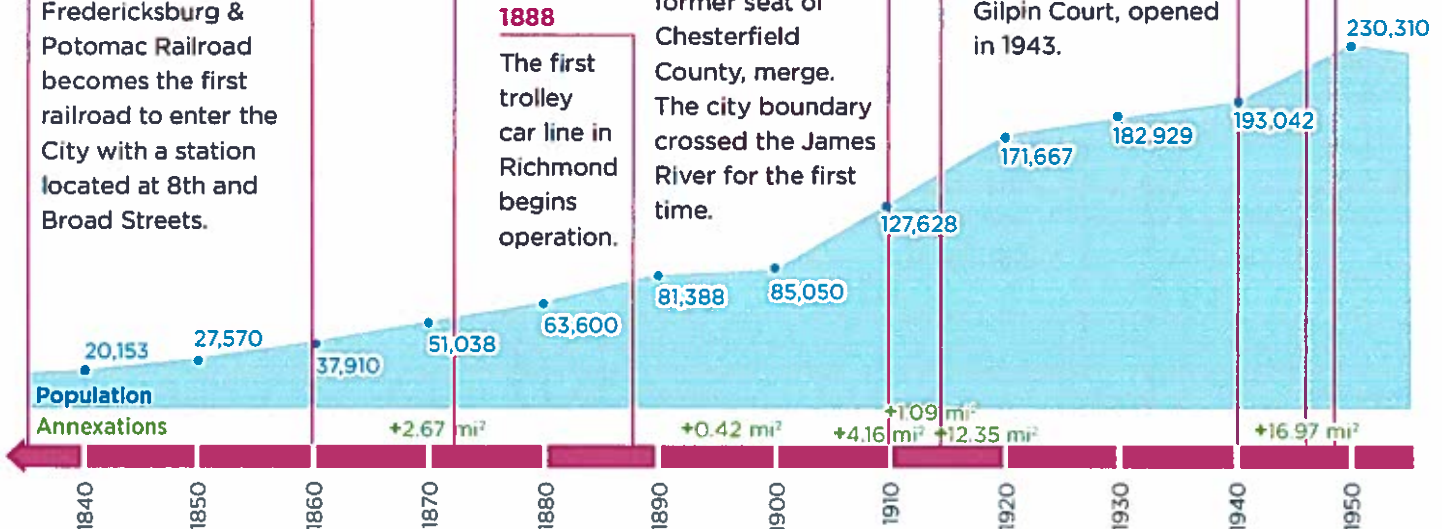 Fredericksburg &
Potomac Railroad
becomes the first
railroad to enter the
City with a station
located at 8th and
Broad Streets.
1888
The first
trolley
car line in
Richmond
begins
operation.
former seat of
Chesterfield
County, merge.
The city boundary
crossed the James
River for the first
time.
Gilpin Court, opened
in 1943.
20,153
27,570
37,910
51,038
63,600
81,388
85,050
127,628
171,667
182,929
193,042
230,310
Population
Annexations
+2.67 mi²
+0.42 mi²
+4.16 mi²
+1.09 mi²
+12.35 mi²
+16.97 mi²
1840
1850
1860
1870
1880
1890
1900
1910
1920
1930
1940
1950